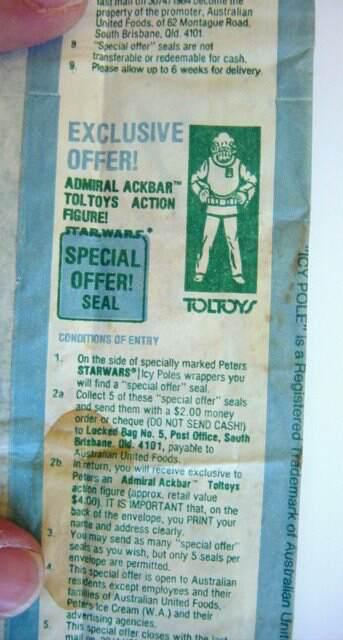 property of the promoter, Australian
United Foods, of 62 Montague Road,
South Brisbane, Qld. 4101.
8 "Special offer" seals are not
transferable or redeemable for cash.
9. Please allow up to 6 weeks for delivery.
EXCLUSIVE
OFFER!
ADMIRAL ACKBAR™
TOLTOYS ACTION
FIGURE!
STAR WARS®
SPECIAL
OFFER!
SEAL
TOLTOYS
CONDITIONS OF ENTRY
1. On the side of specially marked Peters
STARWARS® Icy Poles wrappers you
will find a "special offer" seal.
2a Collect 5 of these "special offer" seals
and send them with a $2.00 money
order or cheque (DO NOT SEND CASH!)
to Locked Bag No. 5, Post Office, South
Brisbane, Qld. 4101, payable to
Australian United Foods.
2b. In return, you will receive exclusive to
Peters an Admiral Ackbar™ Toltoys
action figure (approx. retail value
$4.00). IT IS IMPORTANT that, on the
back of the envelope, you PRINT your
name and address clearly.
3. You may send as many "special offer"
seals as you wish, but only 5 seals per
envelope are permitted.
4. This special offer is open to Australian
residents except employees and their
families of Australian United Foods,
Peters Ice Cream (W.A.) and their
advertising agencies.
5. This special offer closes with the last
"ICY POLE" is a Registered Trademark of Australian Un